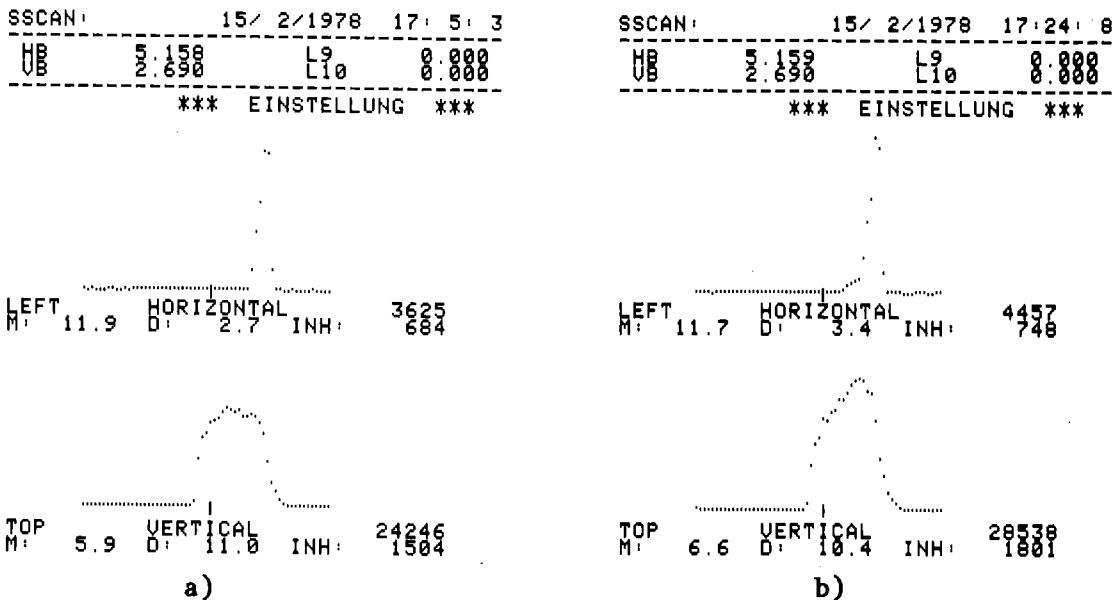 SSCAN: 15/ 2/1978 17: 5: 3
HB 5.158 L9 0.000
VB 2.690 L10 0.000
*** EINSTELLUNG ***
LEFT HORIZONTAL 3625
M: 11.9 D: 2.7 INH: 684
TOP VERTICAL 24246
M: 5.9 D: 11.0 INH: 1504
a)
SSCAN: 15/ 2/1978 17:24: 8
HB 5.159 L9 0.000
VB 2.690 L10 0.000
*** EINSTELLUNG ***
LEFT HORIZONTAL 4457
M: 11.7 D: 3.4 INH: 748
TOP VERTICAL 28538
M: 6.6 D: 10.4 INH: 1801
b)